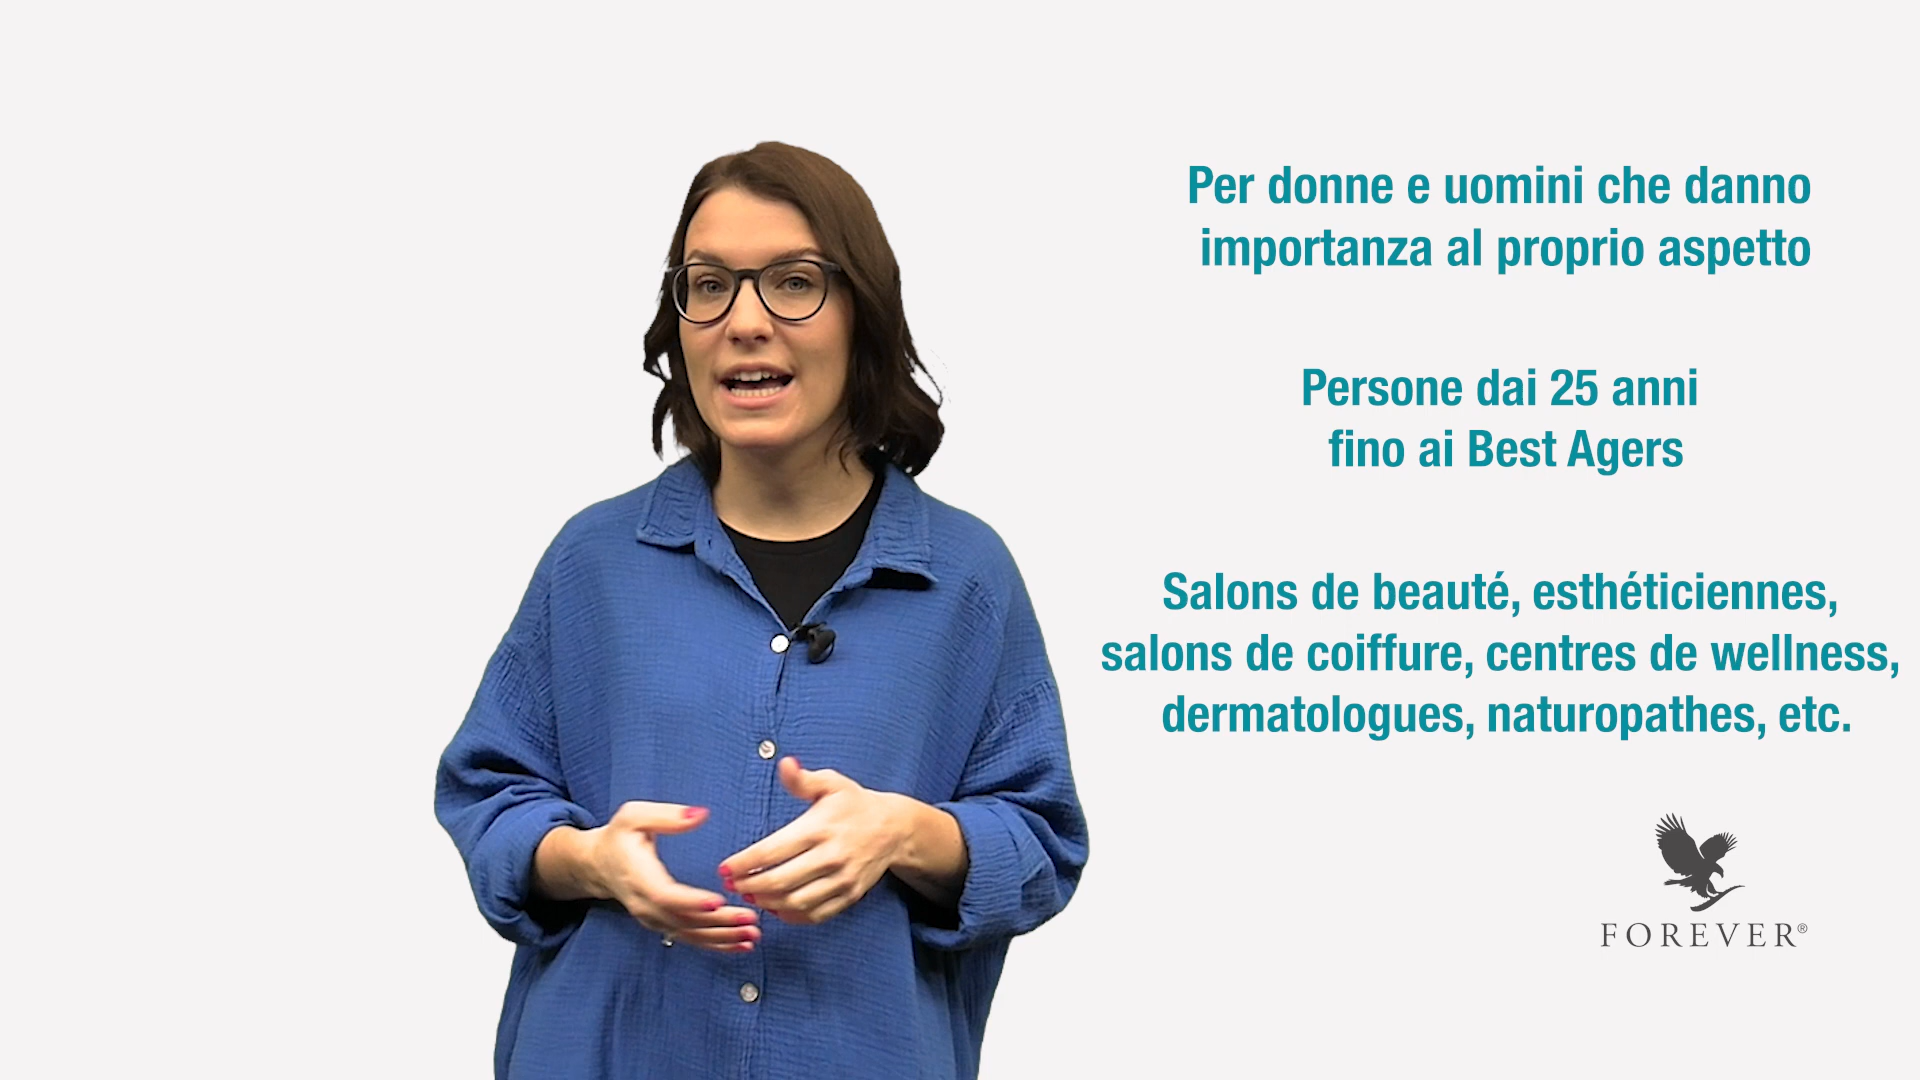 Per donne e uomini che danno
importanza al proprio aspetto
Persone dai 25 anni
fino ai Best Agers
Salons de beauté, esthéticiennes,
salons de coiffure, centres de wellness,
dermatologues, naturopathes, etc.
FOREVER®